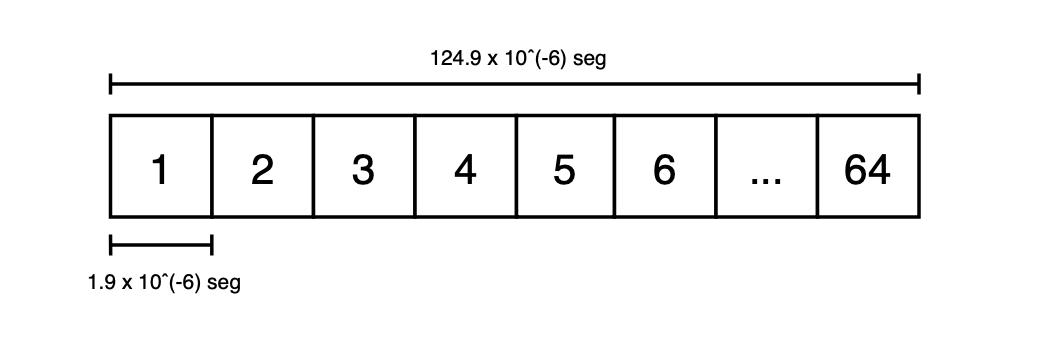 124.9 x 10^(-6) seg
1 2 3 4 5 6 ... 64
1.9 x 10^(-6) seg